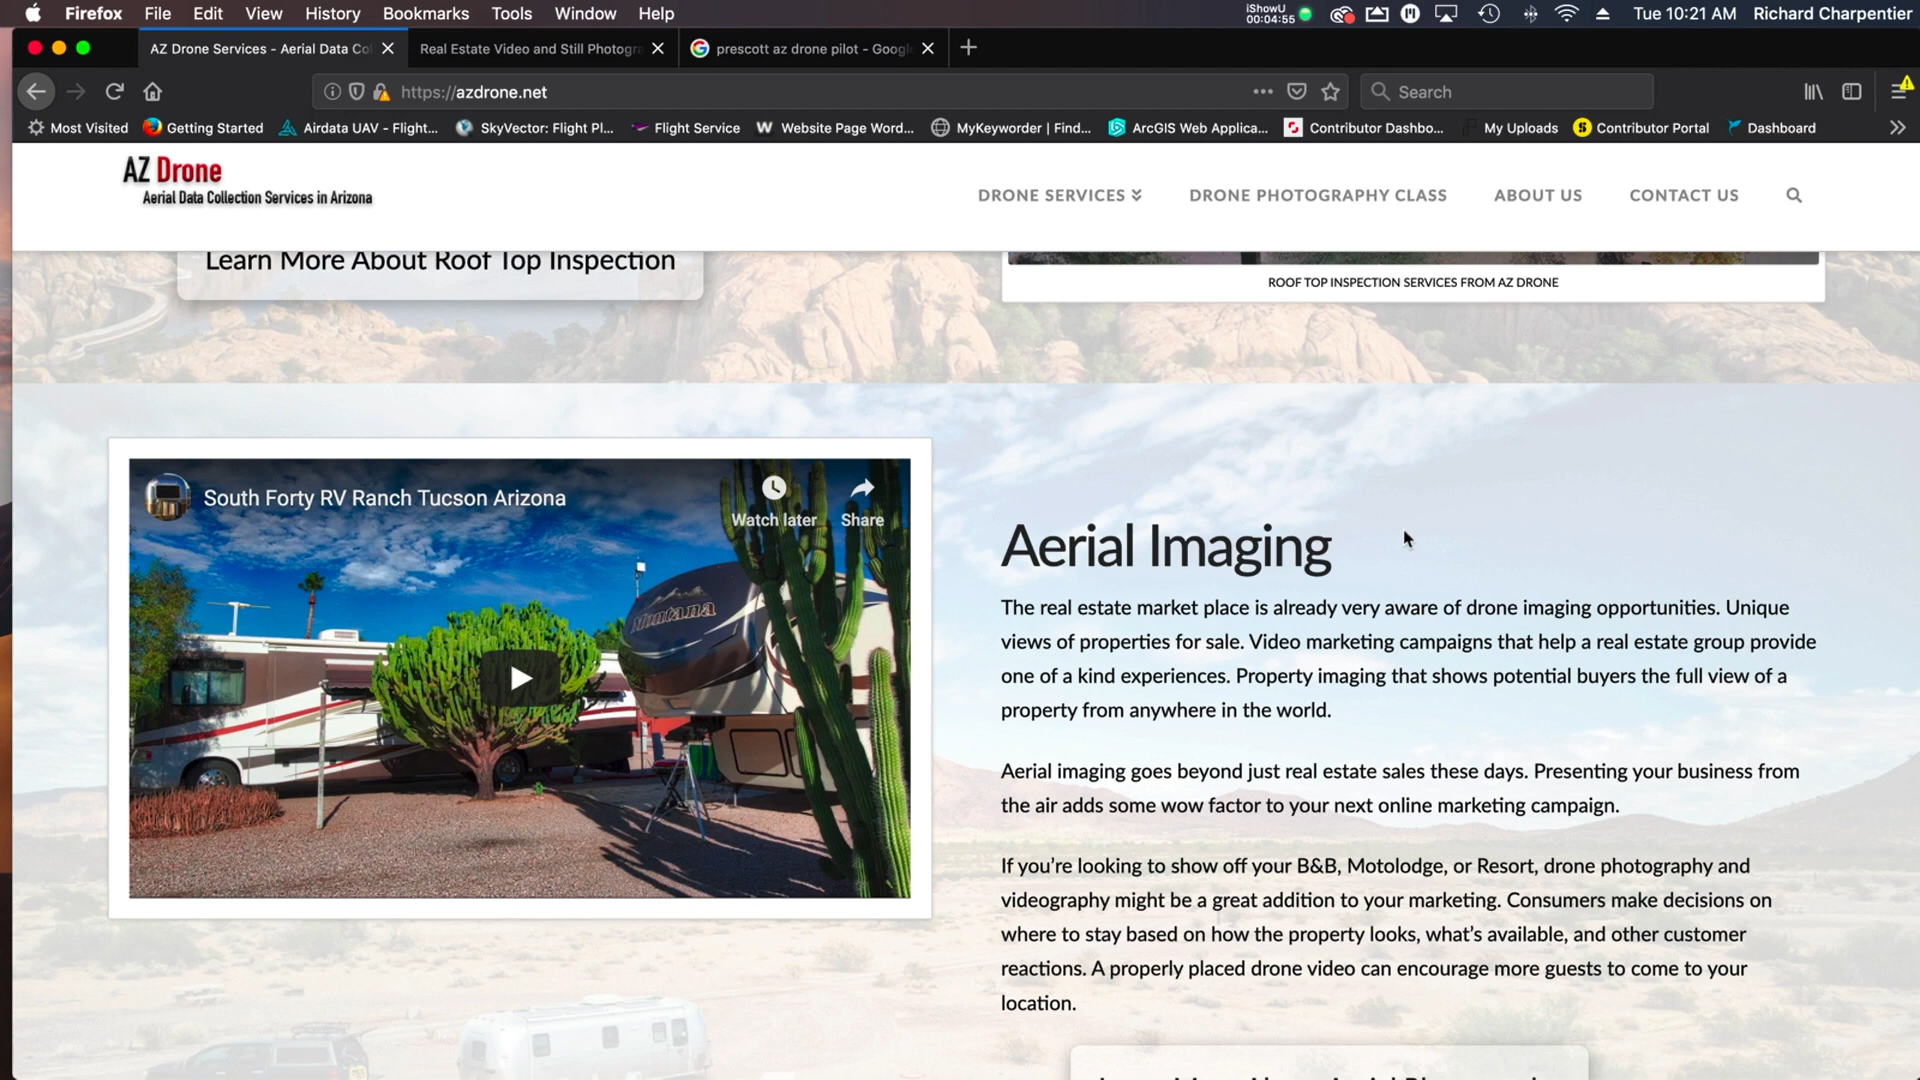 Firefox File Edit View History Bookmarks Tools Window Help iShowU 00:04:55 Tue 10:21 AM Richard Charpentier
AZ Drone Services - Aerial Data Co Real Estate Video and Still Photogra prescott az drone pilot - Google
https://azdrone.net Search
Most Visited Getting Started Airdata UAV - Flight... SkyVector: Flight Pl... Flight Service Website Page Word... MyKeyworder | Find... ArcGIS Web Applica... Contributor Dashbo... My Uploads Contributor Portal Dashboard
AZ Drone
Aerial Data Collection Services in Arizona
DRONE SERVICES DRONE PHOTOGRAPHY CLASS ABOUT US CONTACT US
Learn More About Roof Top Inspection
ROOF TOP INSPECTION SERVICES FROM AZ DRONE
South Forty RV Ranch Tucson Arizona
Watch later Share
Montana
Aerial Imaging
The real estate market place is already very aware of drone imaging opportunities. Unique
views of properties for sale. Video marketing campaigns that help a real estate group provide
one of a kind experiences. Property imaging that shows potential buyers the full view of a
property from anywhere in the world.
Aerial imaging goes beyond just real estate sales these days. Presenting your business from
the air adds some wow factor to your next online marketing campaign.
If you’re looking to show off your B&B, Motolodge, or Resort, drone photography and
videography might be a great addition to your marketing. Consumers make decisions on
where to stay based on how the property looks, what’s available, and other customer
reactions. A properly placed drone video can encourage more guests to come to your
location.